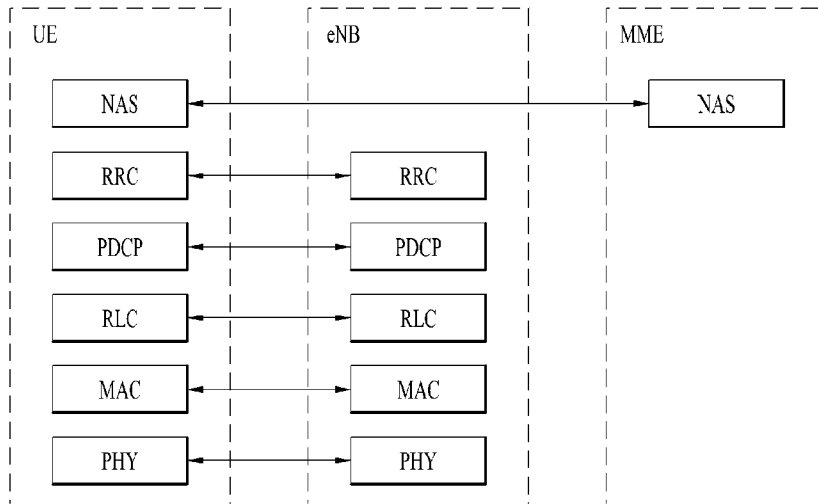 UE eNB MME
NAS NAS
RRC RRC
PDCP PDCP
RLC RLC
MAC MAC
PHY PHY